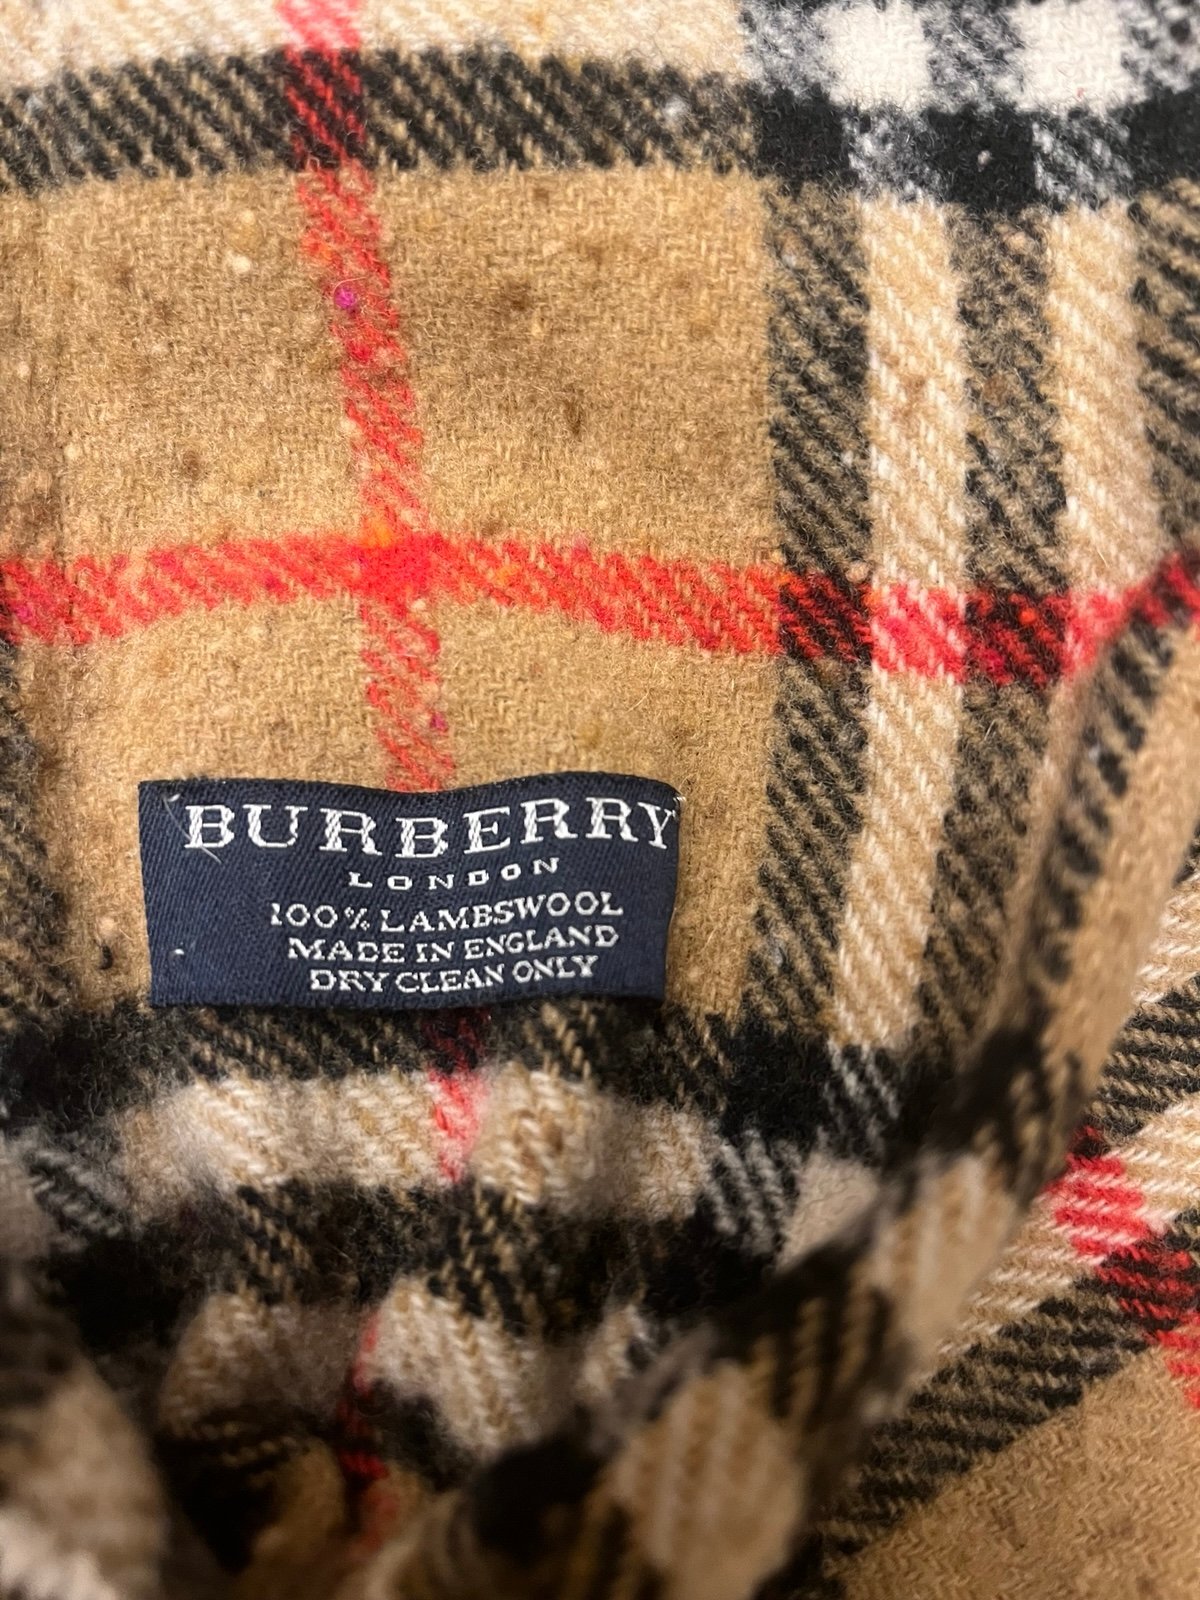 BURBERRY
LONDON
100% LAMBSWOOL
MADE IN ENGLAND
DRY CLEAN ONLY